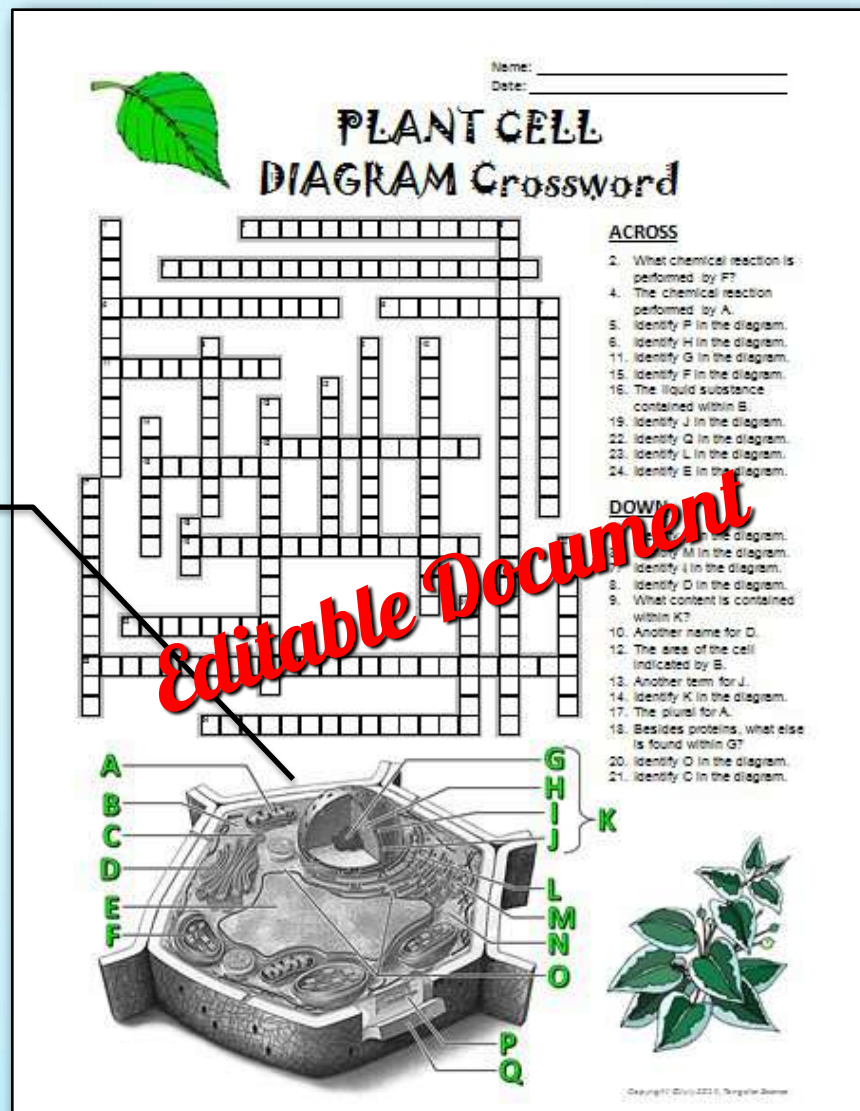 Name:
Date:
PLANT CELL
DIAGRAM Crossword
ACROSS
2. What chemical reaction is
performed by F?
4. The chemical reaction
performed by A.
5. Identify P in the diagram.
6. Identify H in the diagram.
11. Identify G in the diagram.
15. Identify F in the diagram.
16. The liquid substance
contained within B.
19. Identify J in the diagram.
22. Identify Q in the diagram.
23. Identify L in the diagram.
24. Identify E in the diagram.
DOWN
in the diagram.
M in the diagram.
Identify I in the diagram.
8. Identify D in the diagram.
9. What content is contained
within K?
10. Another name for D.
12. The area of the cell
indicated by B.
13. Another term for J.
14. Identify K in the diagram.
17. The plural for A.
18. Besides proteins, what else
is found within G?
20. Identify O in the diagram.
21. Identify C in the diagram.
Editable Document
A
B
C
D
E
F
G
H
I
J
K
L
M
N
O
P
Q